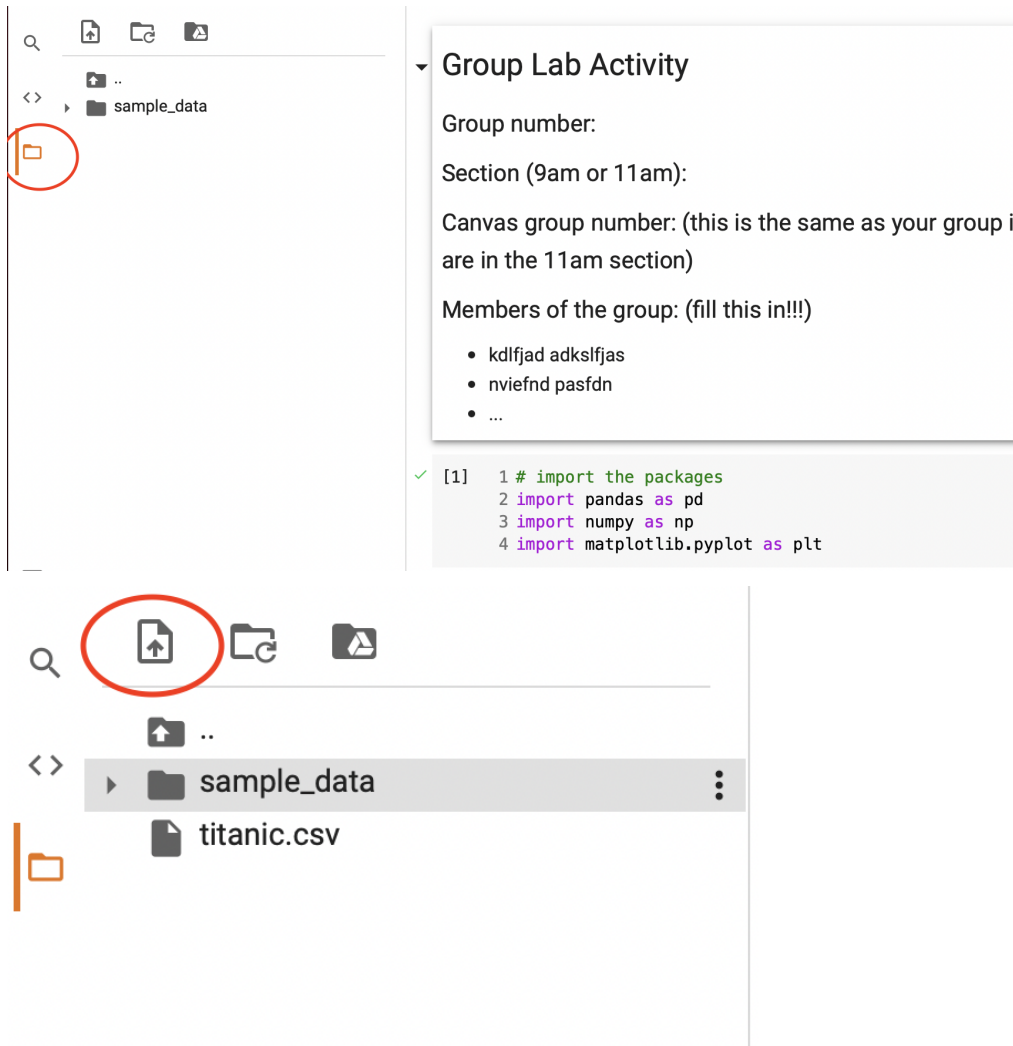 ..
sample_data
Group Lab Activity
Group number:
Section (9am or 11am):
Canvas group number: (this is the same as your group i
are in the 11am section)
Members of the group: (fill this in!!!)
• kdlfjad adkslfjas
• nviefnd pasfdn
• ...
[1] 1 # import the packages
2 import pandas as pd
3 import numpy as np
4 import matplotlib.pyplot as plt
..
sample_data
titanic.csv